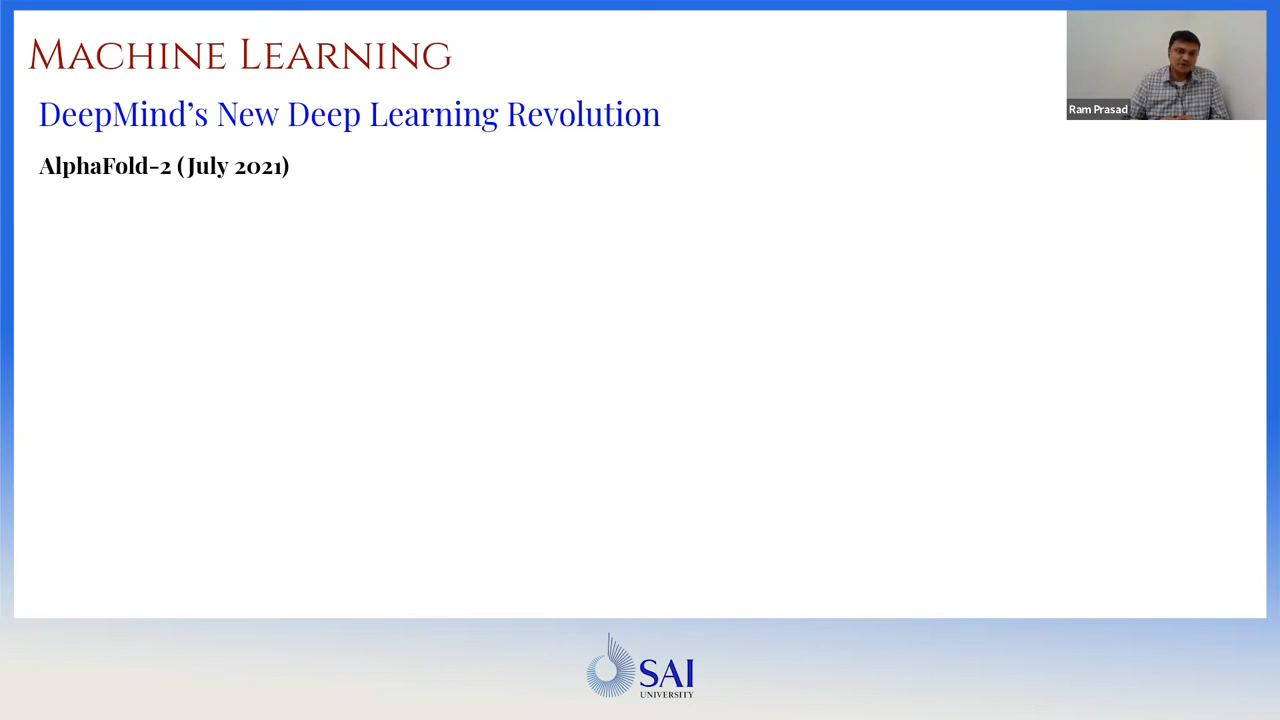 Machine Learning
DeepMind's New Deep Learning Revolution
AlphaFold-2 (July 2021)
Ram Prasad
SAI
UNIVERSITY